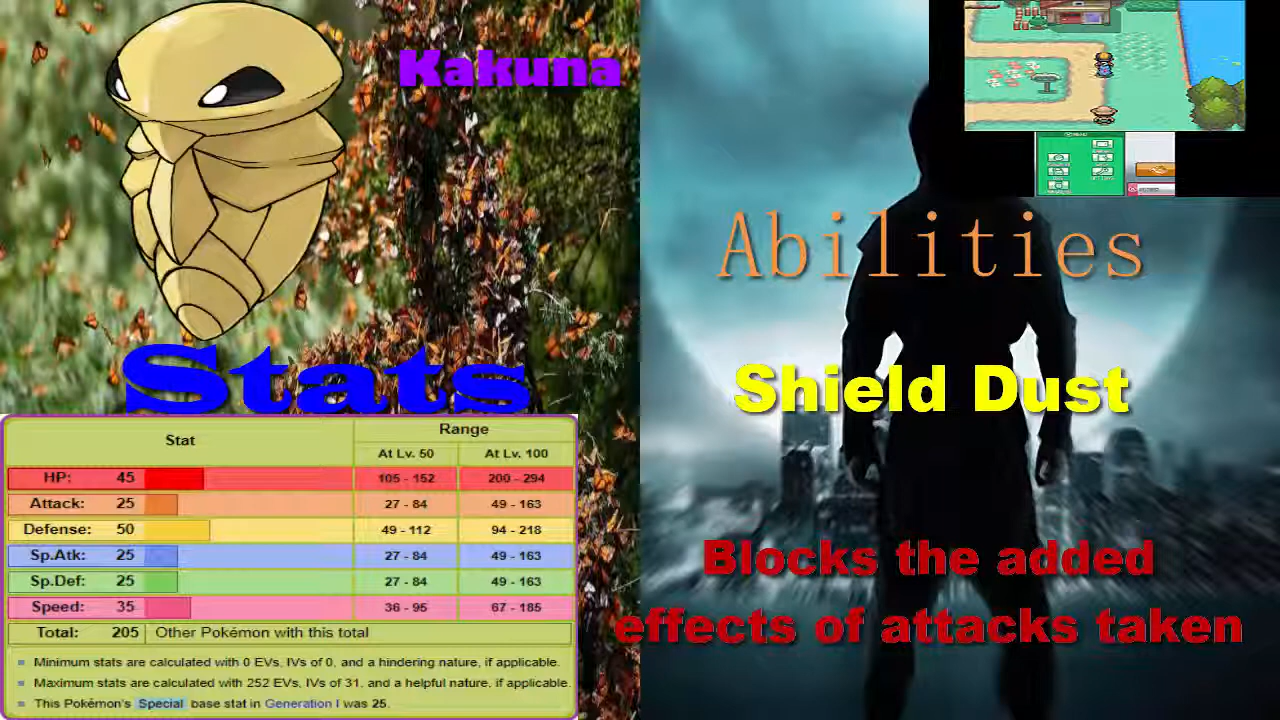 Kakuna
Stats
Stat Range
At Lv. 50 At Lv. 100
HP: 45 105 - 152 200 - 294
Attack: 25 27 - 84 49 - 163
Defense: 50 49 - 112 94 - 218
Sp.Atk: 25 27 - 84 49 - 163
Sp.Def: 25 27 - 84 49 - 163
Speed: 35 36 - 95 67 - 185
Total: 205 Other Pokémon with this total
Minimum stats are calculated with 0 EVs, IVs of 0, and a hindering nature, if applicable.
Maximum stats are calculated with 252 EVs, IVs of 31, and a helpful nature, if applicable.
This Pokémon's Special base stat in Generation I was 25.
Abilities
Shield Dust
Blocks the added
effects of attacks taken